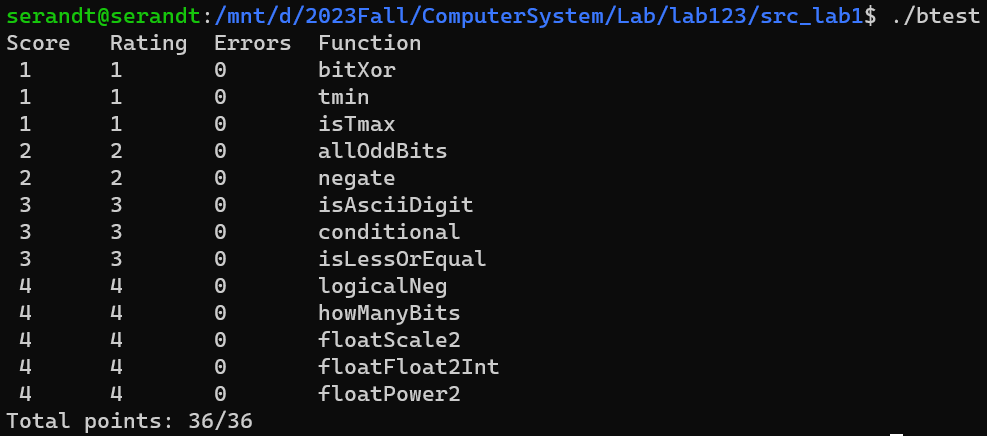 serandt@serandt:/mnt/d/2023Fall/ComputerSystem/Lab/lab123/src_lab1$ ./btest
Score Rating Errors Function
1 1 0 bitXor
1 1 0 tmin
1 1 0 isTmax
2 2 0 allOddBits
2 2 0 negate
3 3 0 isAsciiDigit
3 3 0 conditional
3 3 0 isLessOrEqual
4 4 0 logicalNeg
4 4 0 howManyBits
4 4 0 floatScale2
4 4 0 floatFloat2Int
4 4 0 floatPower2
Total points: 36/36